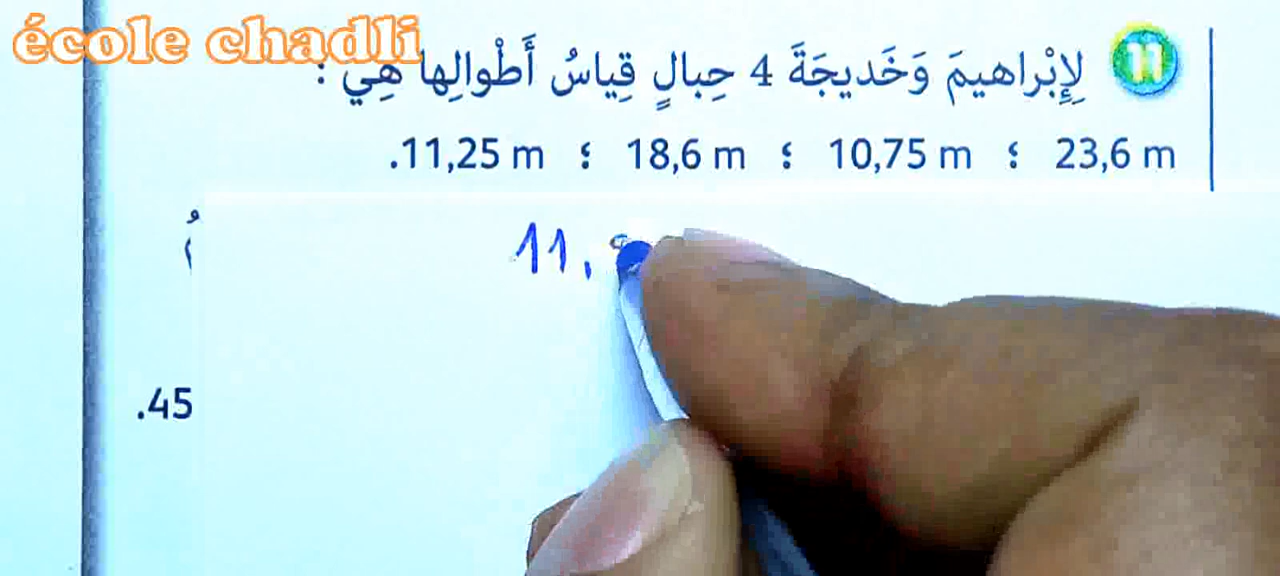 école chadli
11 لِإِبْراهيمَ وَخَديجَةَ 4 حِبالٍ قِياسُ أَطْوالِها هِي :
23,6 m ؛ 10,75 m ؛ 18,6 m ؛ 11,25 m.
11,
45.